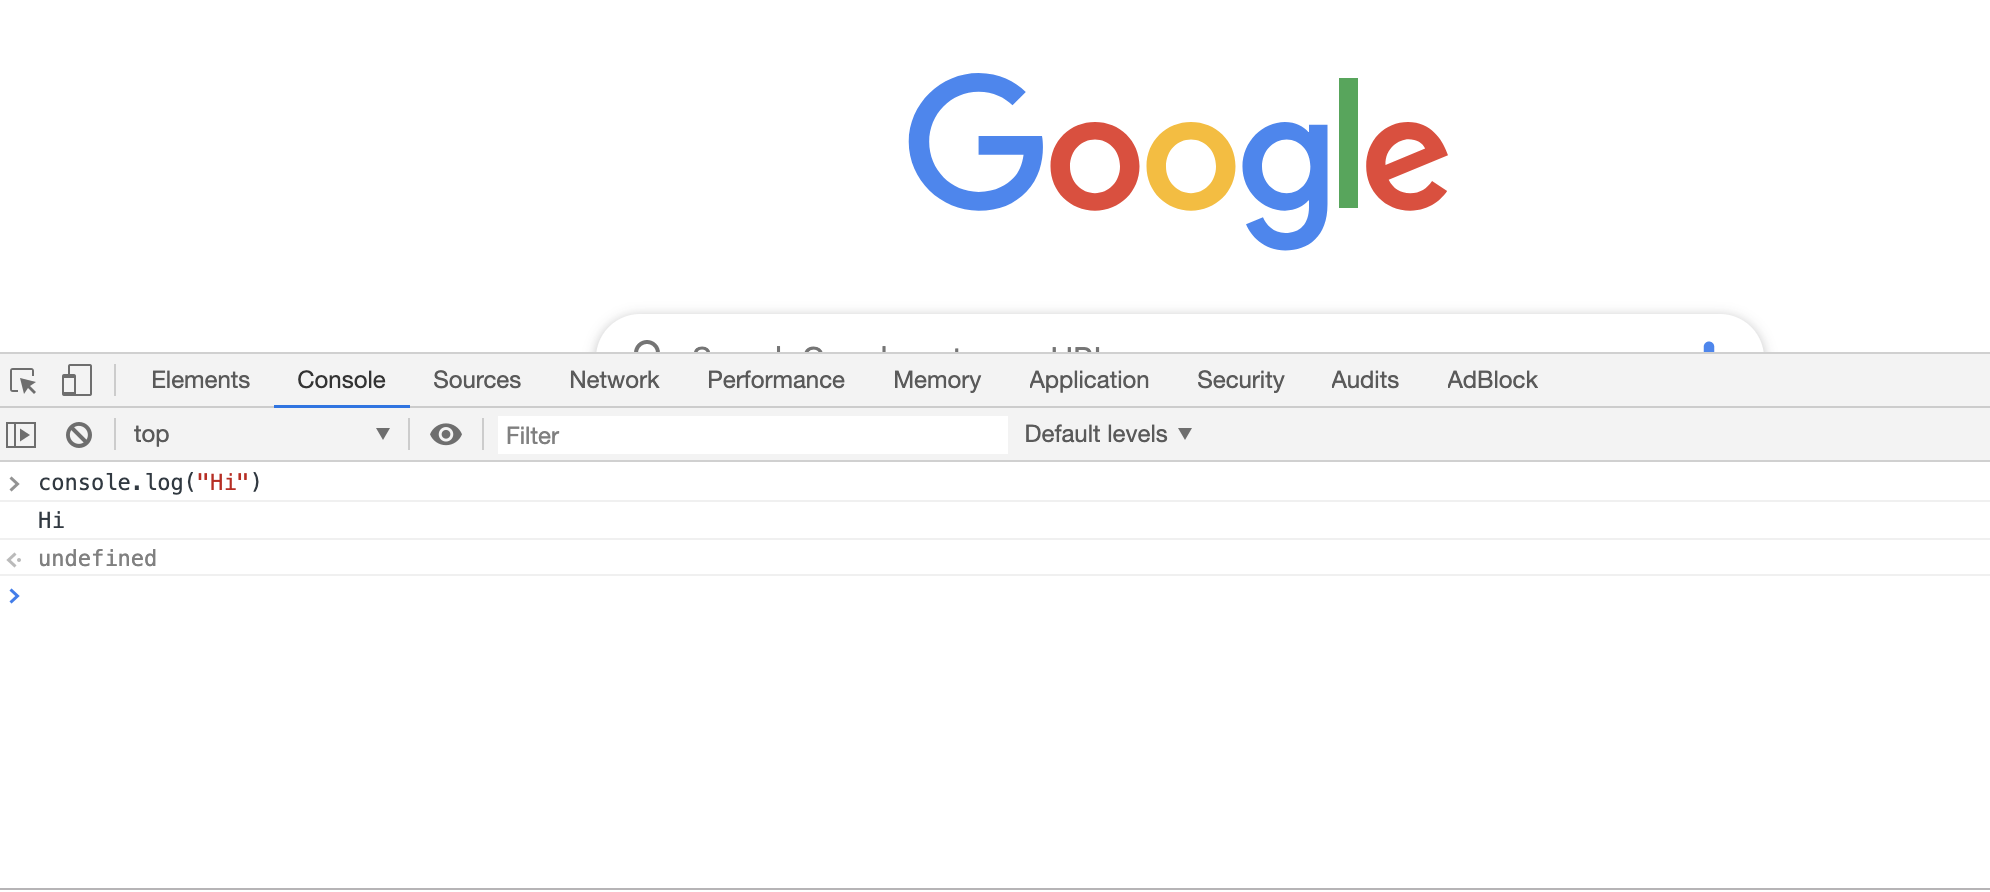 Google
Elements Console Sources Network Performance Memory Application Security Audits AdBlock
top Filter Default levels
console.log("Hi")
Hi
undefined